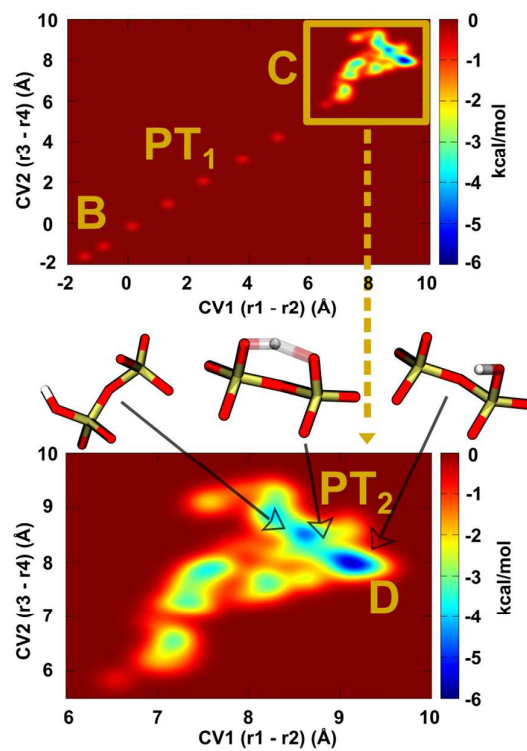 10
8
6
4
2
0
-2
CV2 (r3 - r4) (Å)
B
PT1
C
-2 0 2 4 6 8 10
CV1 (r1 - r2) (Å)
0
-1
-2
-3
-4
-5
-6
kcal/mol
10
9
8
7
6
CV2 (r3 - r4) (Å)
PT2
D
6 7 8 9 10
CV1 (r1 - r2) (Å)
0
-1
-2
-3
-4
-5
-6
kcal/mol